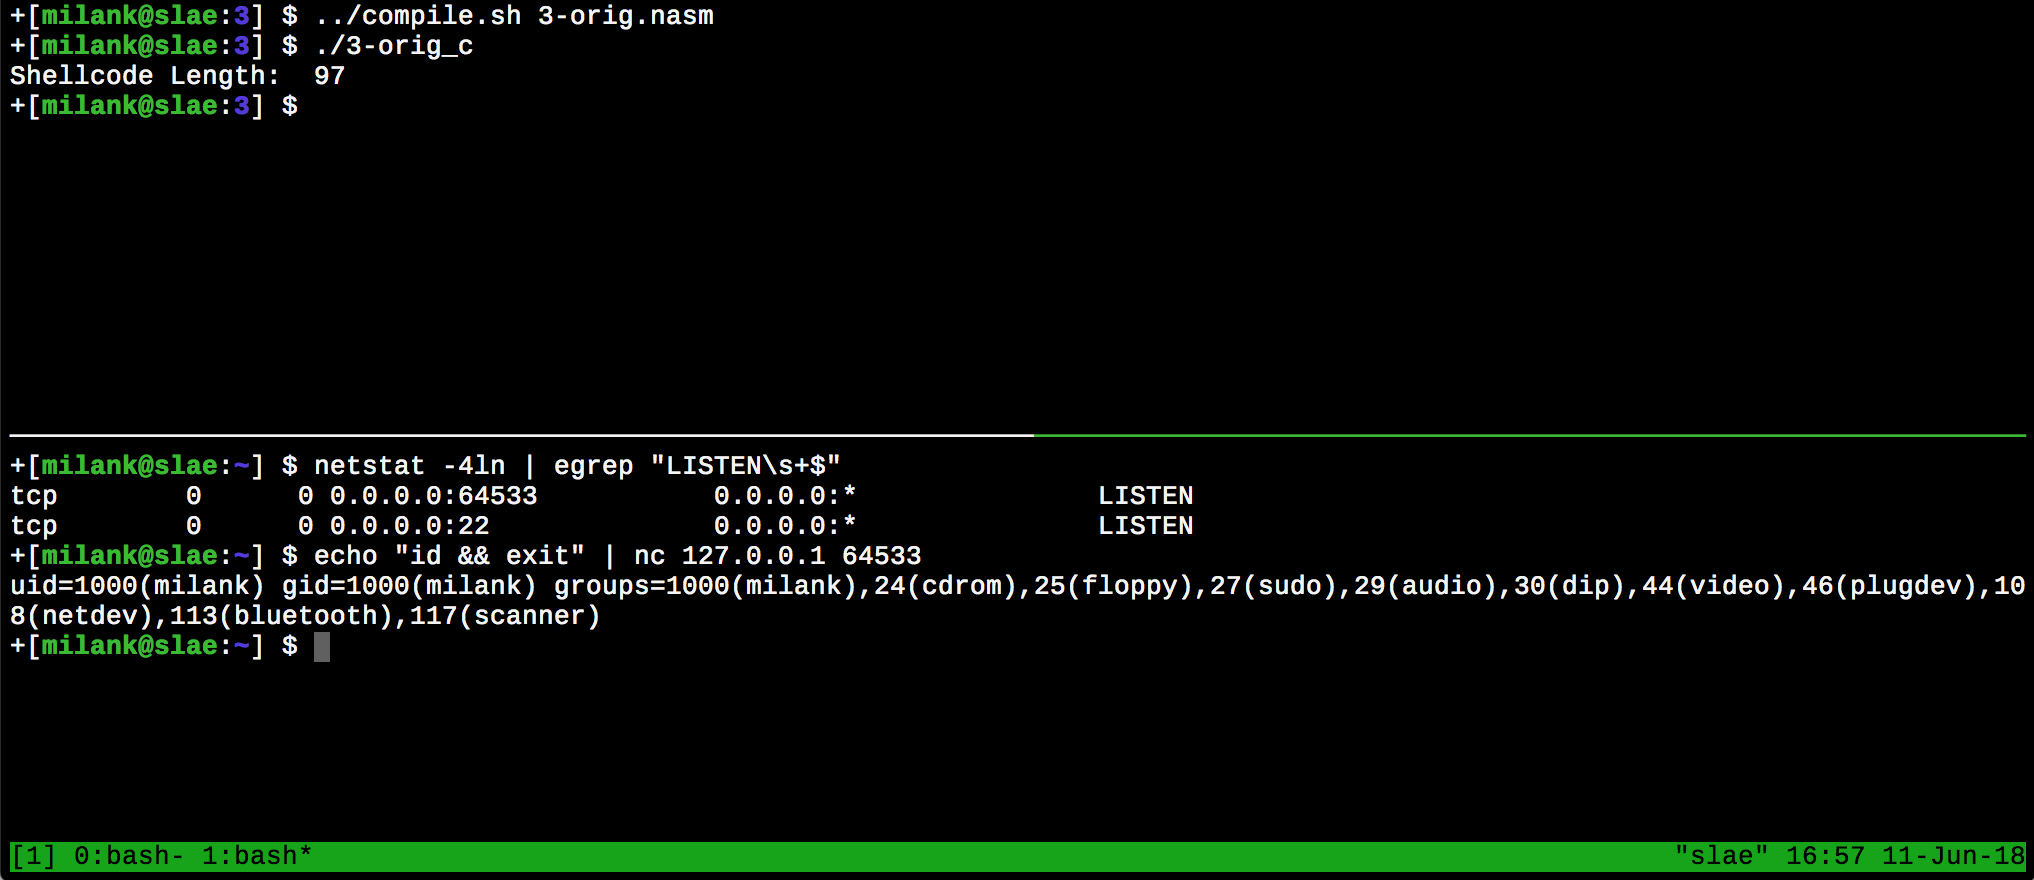 +[milank@slae:3] $ ../compile.sh 3-orig.nasm
+[milank@slae:3] $ ./3-orig_c
Shellcode Length:  97
+[milank@slae:3] $
+[milank@slae:~] $ netstat -4ln | egrep "LISTEN\s+$"
tcp        0      0 0.0.0.0:64533           0.0.0.0:*               LISTEN
tcp        0      0 0.0.0.0:22              0.0.0.0:*               LISTEN
+[milank@slae:~] $ echo "id && exit" | nc 127.0.0.1 64533
uid=1000(milank) gid=1000(milank) groups=1000(milank),24(cdrom),25(floppy),27(sudo),29(audio),30(dip),44(video),46(plugdev),10
8(netdev),113(bluetooth),117(scanner)
+[milank@slae:~] $
[1] 0:bash- 1:bash* "slae" 16:57 11-Jun-18